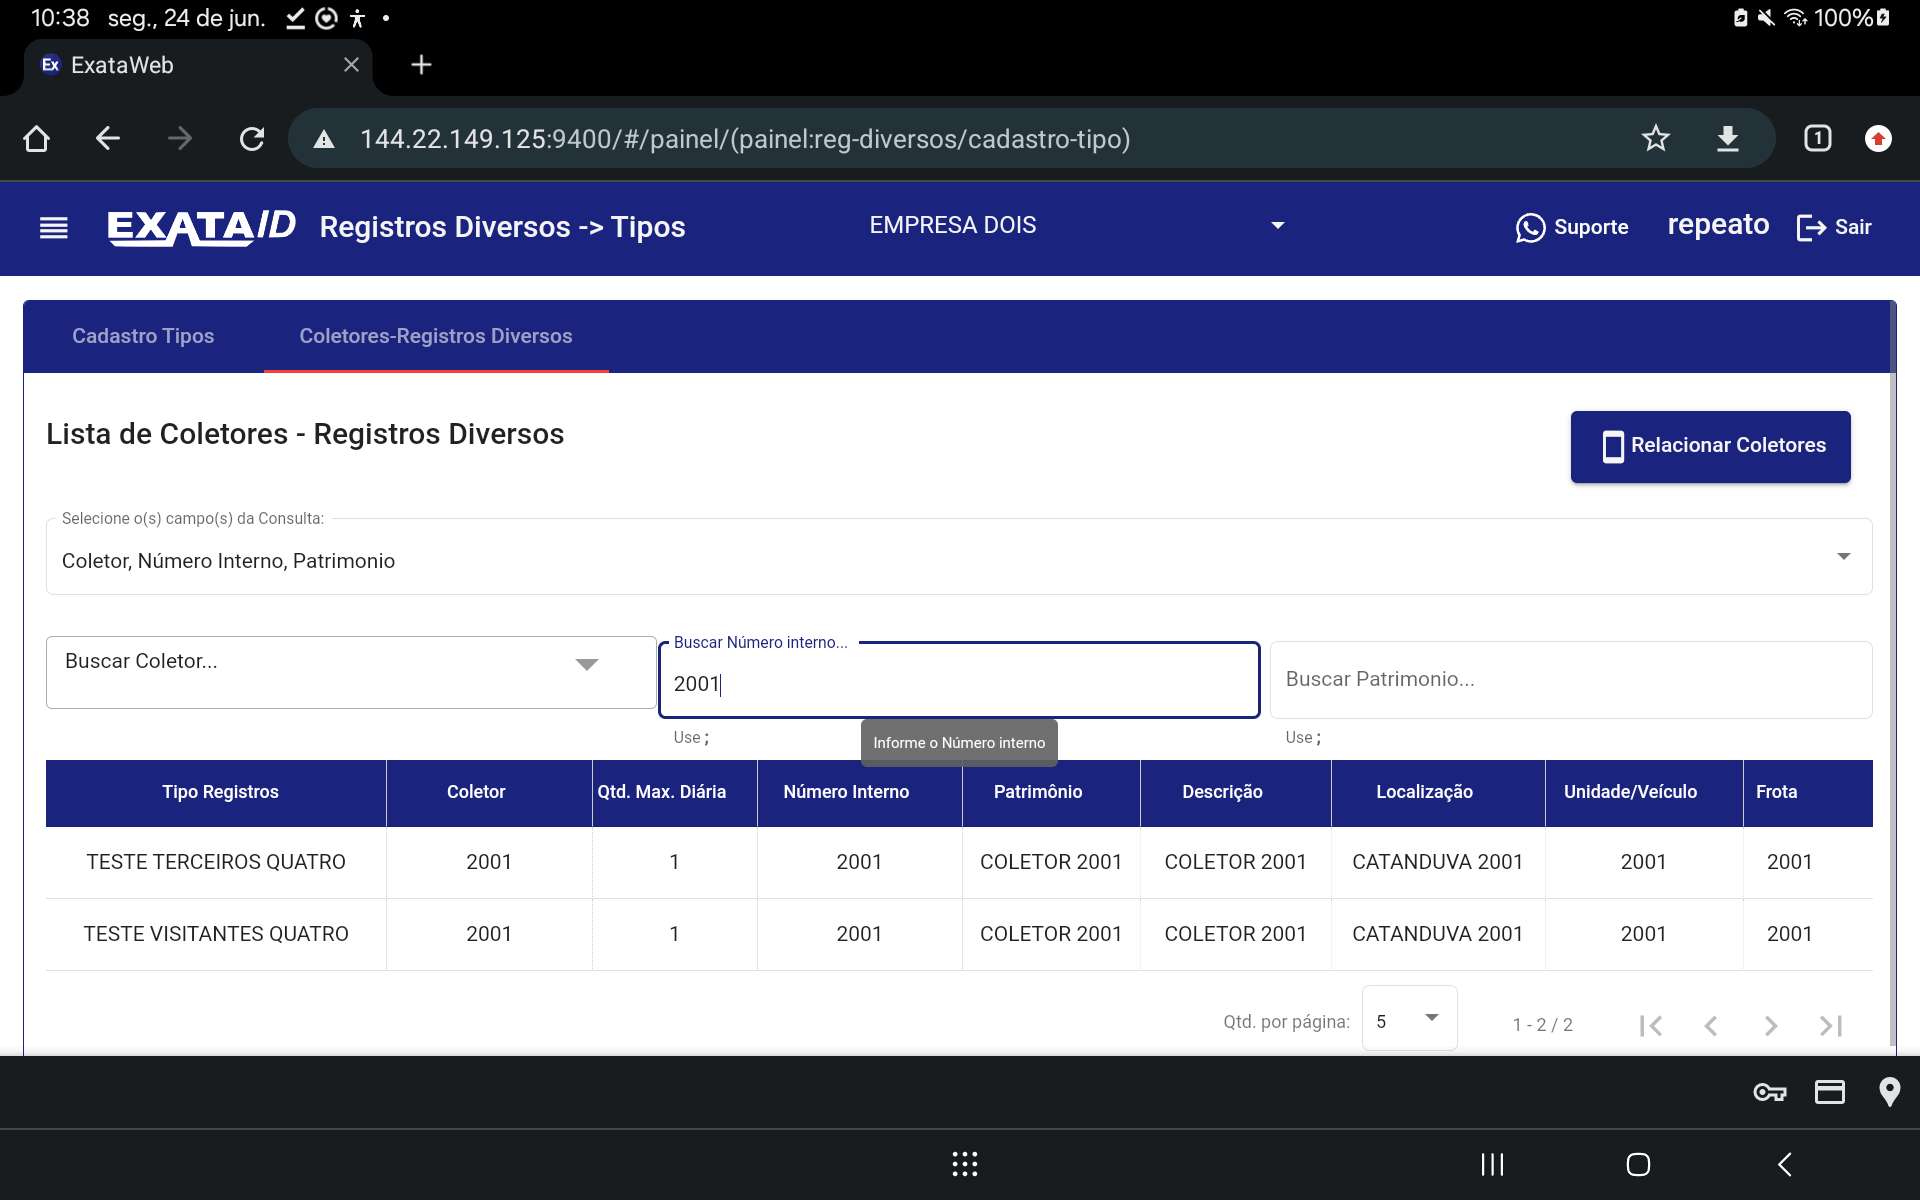 10:38 seg., 24 de jun. 100%
Ex ExataWeb
144.22.149.125:9400/#/painel/(painel:reg-diversos/cadastro-tipo) 1
EXATA/D Registros Diversos -> Tipos EMPRESA DOIS Suporte repeato Sair
Cadastro Tipos Coletores-Registros Diversos
Lista de Coletores - Registros Diversos Relacionar Coletores
Selecione o(s) campo(s) da Consulta:
Coletor, Número Interno, Patrimonio
Buscar Número interno...
Buscar Coletor... 2001 Buscar Patrimonio...
Use ; Informe o Número interno Use ;
Tipo Registros Coletor Qtd. Max. Diária Número Interno Patrimônio Descrição Localização Unidade/Veículo Frota
TESTE TERCEIROS QUATRO 2001 1 2001 COLETOR 2001 COLETOR 2001 CATANDUVA 2001 2001 2001
TESTE VISITANTES QUATRO 2001 1 2001 COLETOR 2001 COLETOR 2001 CATANDUVA 2001 2001 2001
Qtd. por página: 5 1 - 2 / 2